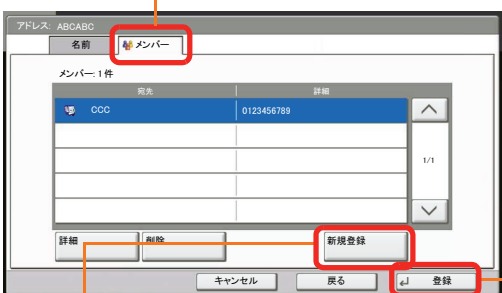 アドレス: ABCABC
名前 メンバー
メンバー: 1件
宛先 詳細
CCC 0123456789
1/1
詳細 削除 新規登録
キャンセル 戻る 登録